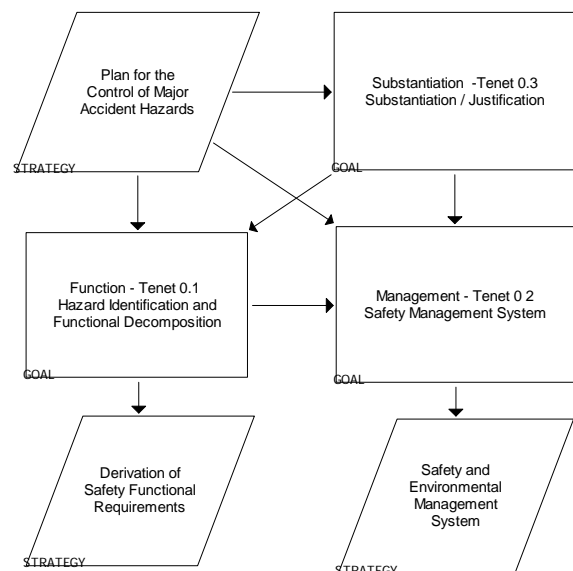 Plan for the
Control of Major
Accident Hazards
STRATEGY
Substantiation -Tenet 0.3
Substantiation / Justification
GOAL
Function - Tenet 0.1
Hazard Identification and
Functional Decomposition
GOAL
Management - Tenet 0 2
Safety Management System
GOAL
Derivation of
Safety Functional
Requirements
STRATEGY
Safety and
Environmental
Management
System
STRATEGY